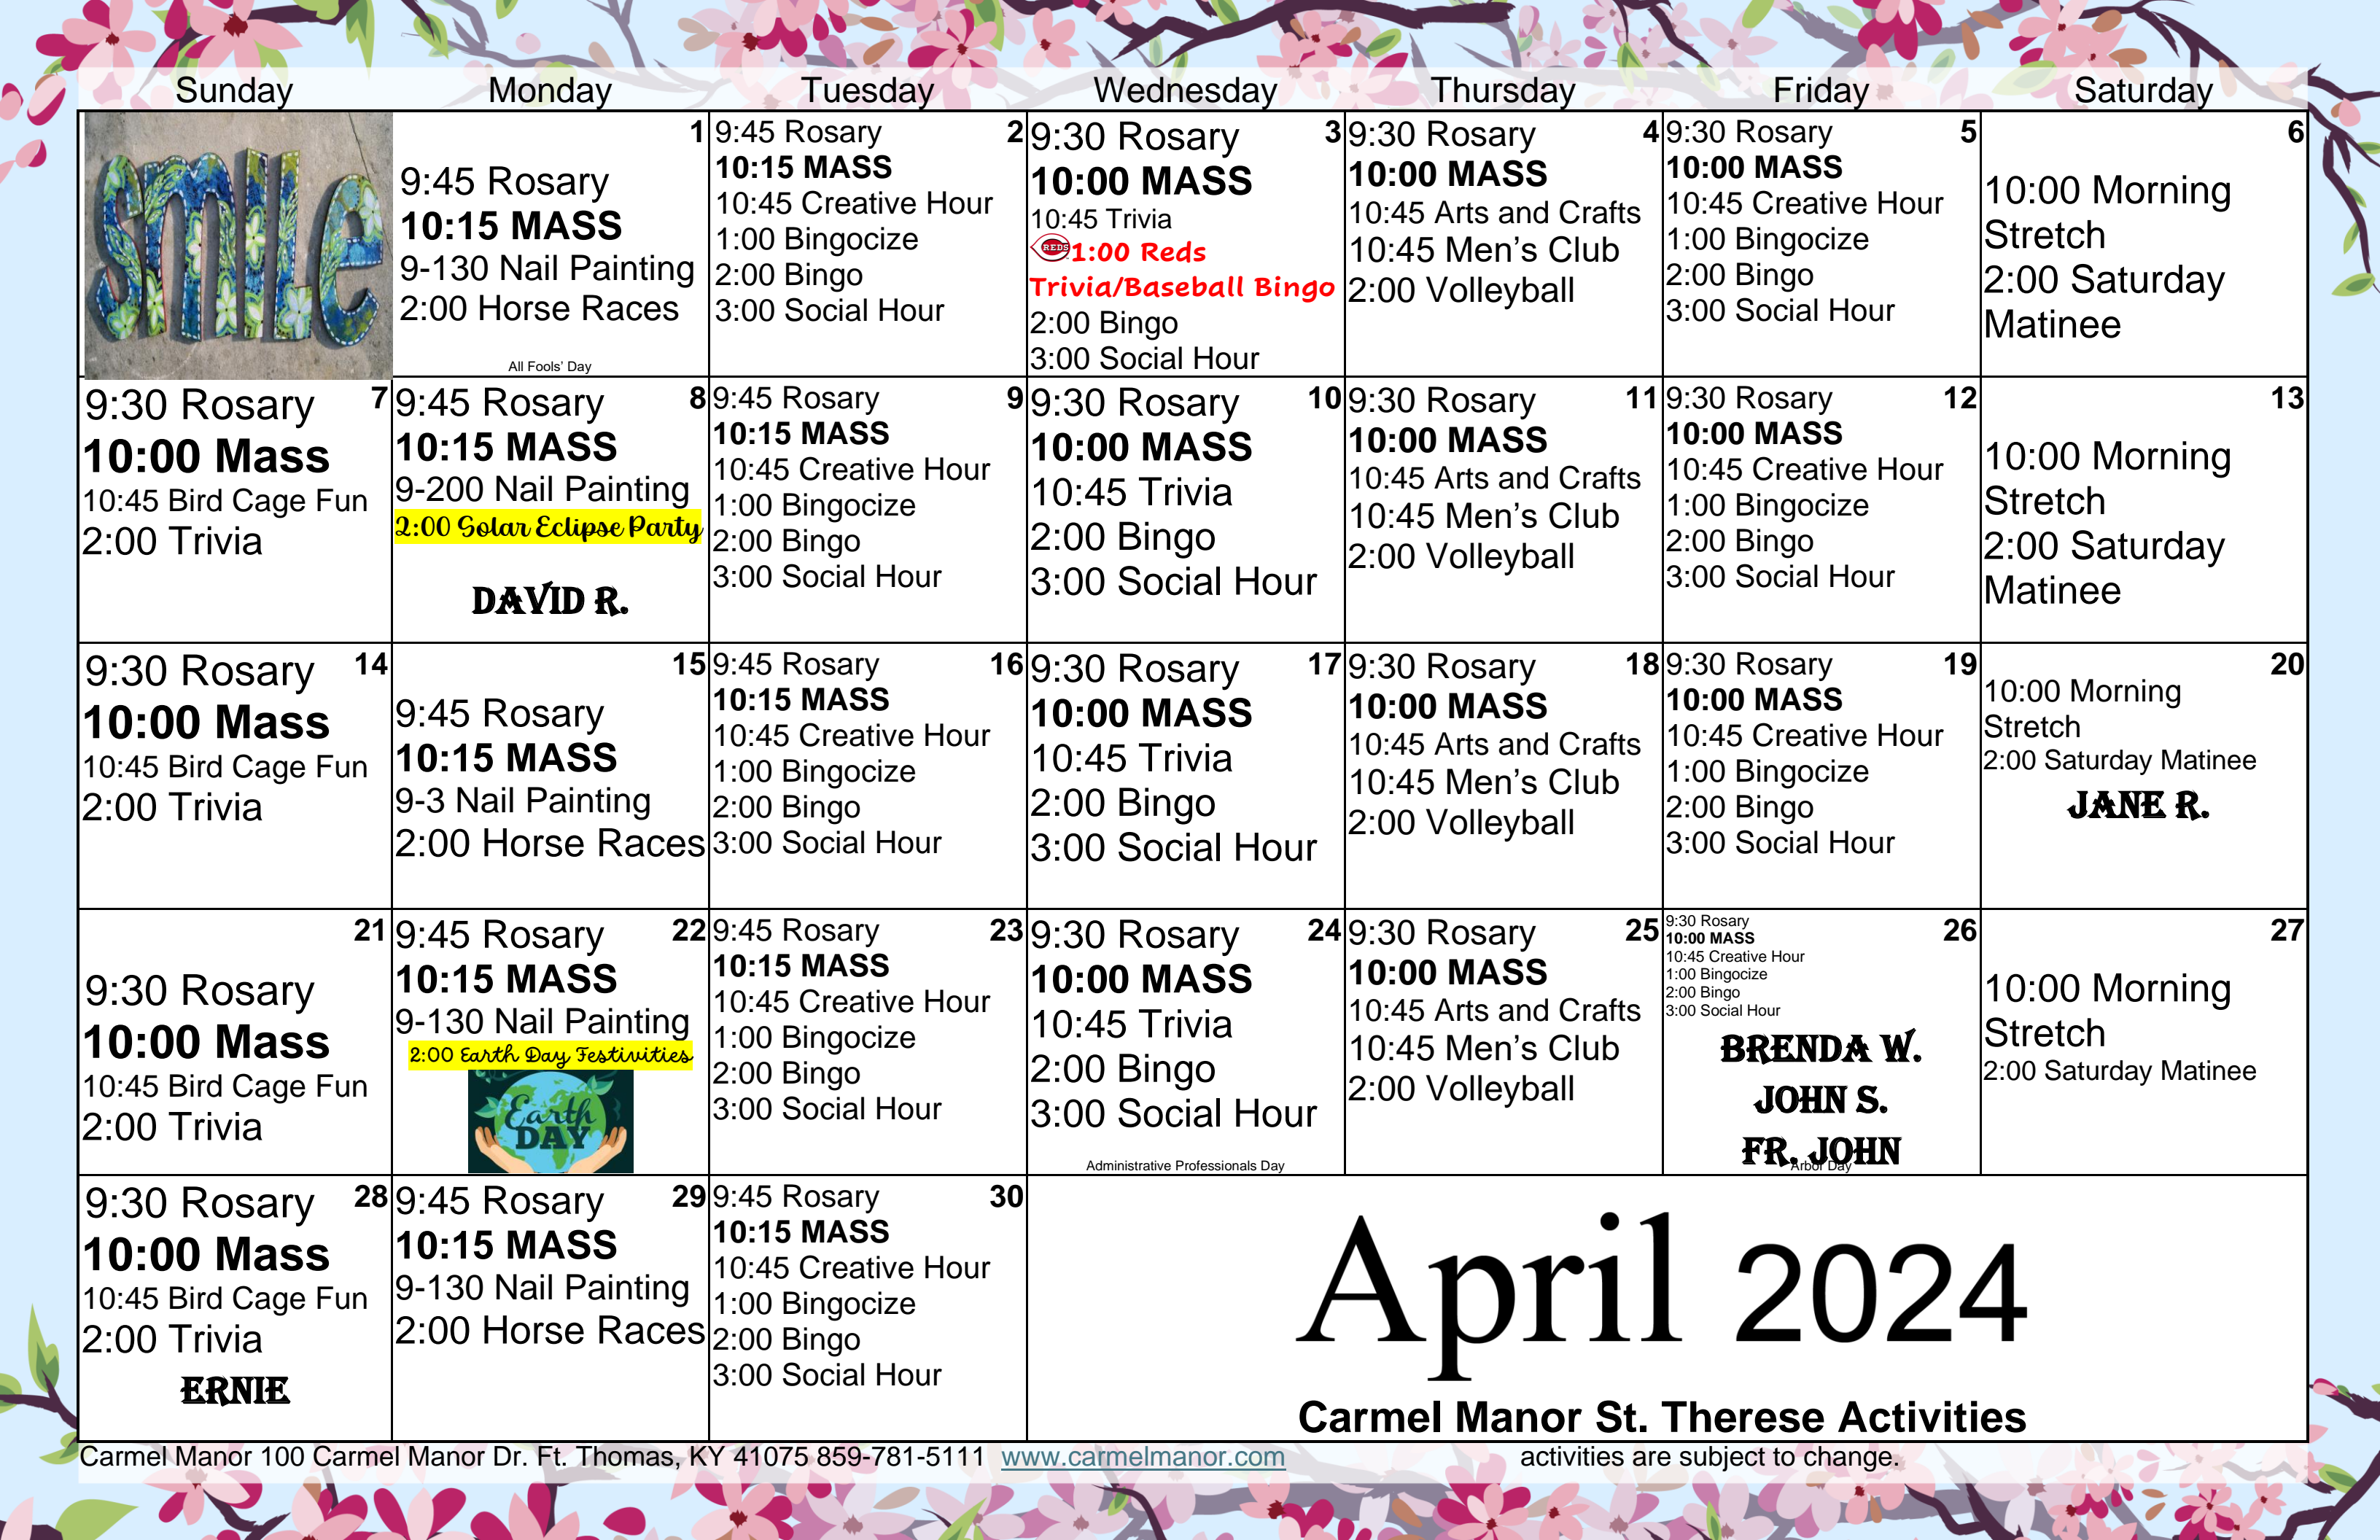 Sunday Monday Tuesday Wednesday Thursday Friday Saturday
smile
1
9:45 Rosary
10:15 MASS
9-130 Nail Painting
2:00 Horse Races
All Fools' Day
2
9:45 Rosary
10:15 MASS
10:45 Creative Hour
1:00 Bingocize
2:00 Bingo
3:00 Social Hour
3
9:30 Rosary
10:00 MASS
10:45 Trivia
REDS 1:00 Reds
Trivia/Baseball Bingo
2:00 Bingo
3:00 Social Hour
4
9:30 Rosary
10:00 MASS
10:45 Arts and Crafts
10:45 Men's Club
2:00 Volleyball
5
9:30 Rosary
10:00 MASS
10:45 Creative Hour
1:00 Bingocize
2:00 Bingo
3:00 Social Hour
6
10:00 Morning
Stretch
2:00 Saturday
Matinee
7
9:30 Rosary
10:00 Mass
10:45 Bird Cage Fun
2:00 Trivia
8
9:45 Rosary
10:15 MASS
9-200 Nail Painting
2:00 Solar Eclipse Party
DAVID R.
9
9:45 Rosary
10:15 MASS
10:45 Creative Hour
1:00 Bingocize
2:00 Bingo
3:00 Social Hour
10
9:30 Rosary
10:00 MASS
10:45 Trivia
2:00 Bingo
3:00 Social Hour
11
9:30 Rosary
10:00 MASS
10:45 Arts and Crafts
10:45 Men's Club
2:00 Volleyball
12
9:30 Rosary
10:00 MASS
10:45 Creative Hour
1:00 Bingocize
2:00 Bingo
3:00 Social Hour
13
10:00 Morning
Stretch
2:00 Saturday
Matinee
14
9:30 Rosary
10:00 Mass
10:45 Bird Cage Fun
2:00 Trivia
15
9:45 Rosary
10:15 MASS
9-3 Nail Painting
2:00 Horse Races
16
9:45 Rosary
10:15 MASS
10:45 Creative Hour
1:00 Bingocize
2:00 Bingo
3:00 Social Hour
17
9:30 Rosary
10:00 MASS
10:45 Trivia
2:00 Bingo
3:00 Social Hour
18
9:30 Rosary
10:00 MASS
10:45 Arts and Crafts
10:45 Men's Club
2:00 Volleyball
19
9:30 Rosary
10:00 MASS
10:45 Creative Hour
1:00 Bingocize
2:00 Bingo
3:00 Social Hour
20
10:00 Morning
Stretch
2:00 Saturday Matinee
JANE R.
21
9:30 Rosary
10:00 Mass
10:45 Bird Cage Fun
2:00 Trivia
22
9:45 Rosary
10:15 MASS
9-130 Nail Painting
2:00 Earth Day Festivities
Earth
DAY
23
9:45 Rosary
10:15 MASS
10:45 Creative Hour
1:00 Bingocize
2:00 Bingo
3:00 Social Hour
24
9:30 Rosary
10:00 MASS
10:45 Trivia
2:00 Bingo
3:00 Social Hour
Administrative Professionals Day
25
9:30 Rosary
10:00 MASS
10:45 Arts and Crafts
10:45 Men's Club
2:00 Volleyball
26
9:30 Rosary
10:00 MASS
10:45 Creative Hour
1:00 Bingocize
2:00 Bingo
3:00 Social Hour
BRENDA W.
JOHN S.
FR. JOHN
Arbor Day
27
10:00 Morning
Stretch
2:00 Saturday Matinee
28
9:30 Rosary
10:00 Mass
10:45 Bird Cage Fun
2:00 Trivia
ERNIE
29
9:45 Rosary
10:15 MASS
9-130 Nail Painting
2:00 Horse Races
30
9:45 Rosary
10:15 MASS
10:45 Creative Hour
1:00 Bingocize
2:00 Bingo
3:00 Social Hour
April 2024
Carmel Manor St. Therese Activities
Carmel Manor 100 Carmel Manor Dr. Ft. Thomas, KY 41075 859-781-5111 www.carmelmanor.com activities are subject to change.